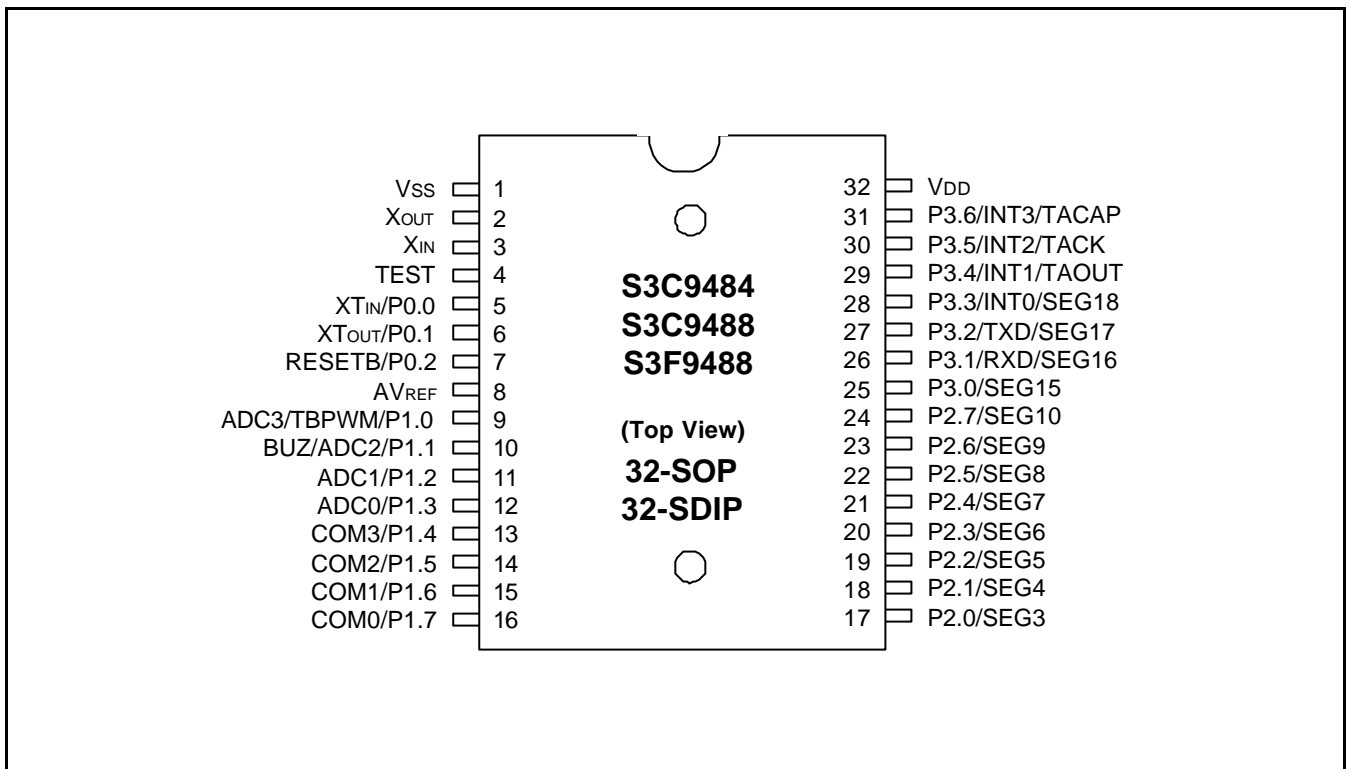 VSS 1
XOUT 2
XIN 3
TEST 4
XTIN/P0.0 5
XTOUT/P0.1 6
RESETB/P0.2 7
AVREF 8
ADC3/TBPWM/P1.0 9
BUZ/ADC2/P1.1 10
ADC1/P1.2 11
ADC0/P1.3 12
COM3/P1.4 13
COM2/P1.5 14
COM1/P1.6 15
COM0/P1.7 16
S3C9484
S3C9488
S3F9488
(Top View)
32-SOP
32-SDIP
32 VDD
31 P3.6/INT3/TACAP
30 P3.5/INT2/TACK
29 P3.4/INT1/TAOUT
28 P3.3/INT0/SEG18
27 P3.2/TXD/SEG17
26 P3.1/RXD/SEG16
25 P3.0/SEG15
24 P2.7/SEG10
23 P2.6/SEG9
22 P2.5/SEG8
21 P2.4/SEG7
20 P2.3/SEG6
19 P2.2/SEG5
18 P2.1/SEG4
17 P2.0/SEG3